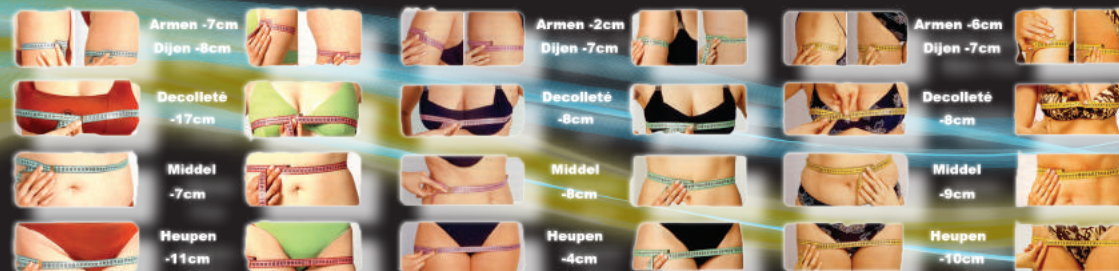 Armen -7cm
Dijen -8cm
Decolleté
-17cm
Middel
-7cm
Heupen
-11cm
Armen -2cm
Dijen -7cm
Decolleté
-8cm
Middel
-8cm
Heupen
-4cm
Armen -6cm
Dijen -7cm
Decolleté
-8cm
Middel
-9cm
Heupen
-10cm